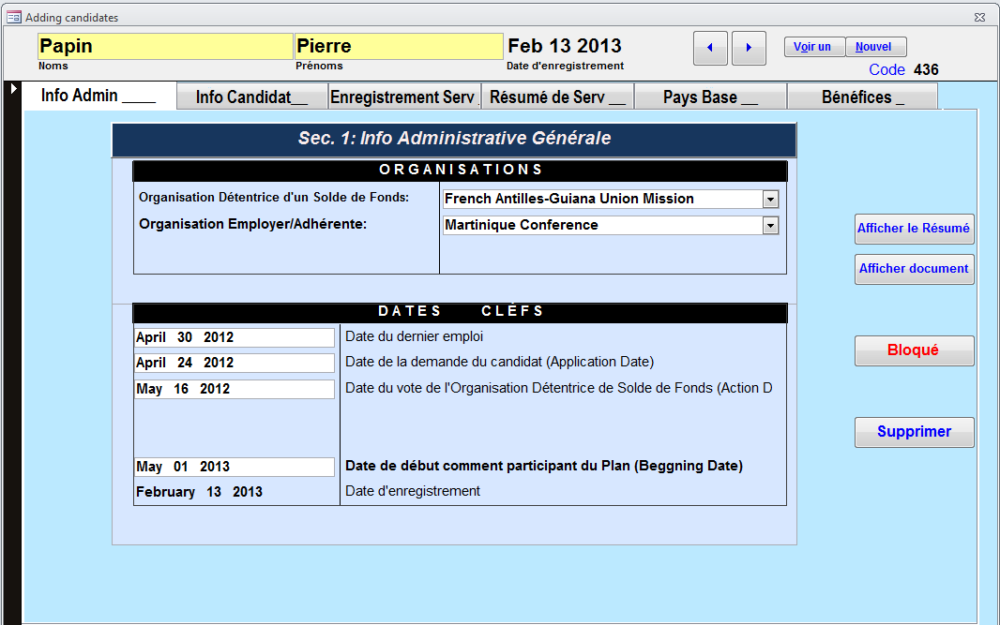 Adding candidates
Papin Pierre Feb 13 2013
Noms Prénoms Date d'enregistrement
Voir un Nouvel
Code 436
Info Admin ____ Info Candidat__ Enregistrement Serv_ Résumé de Serv __ Pays Base __ Bénéfices _
Sec. 1: Info Administrative Générale
ORGANISATIONS
Organisation Détentrice d'un Solde de Fonds: French Antilles-Guiana Union Mission
Organisation Employer/Adhérente: Martinique Conference
Afficher le Résumé
Afficher document
DATES CLÉFS
April 30 2012 Date du dernier emploi
April 24 2012 Date de la demande du candidat (Application Date)
May 16 2012 Date du vote de l'Organisation Détentrice de Solde de Fonds (Action D
Bloqué
Supprimer
May 01 2013 Date de début comment participant du Plan (Beggning Date)
February 13 2013 Date d'enregistrement